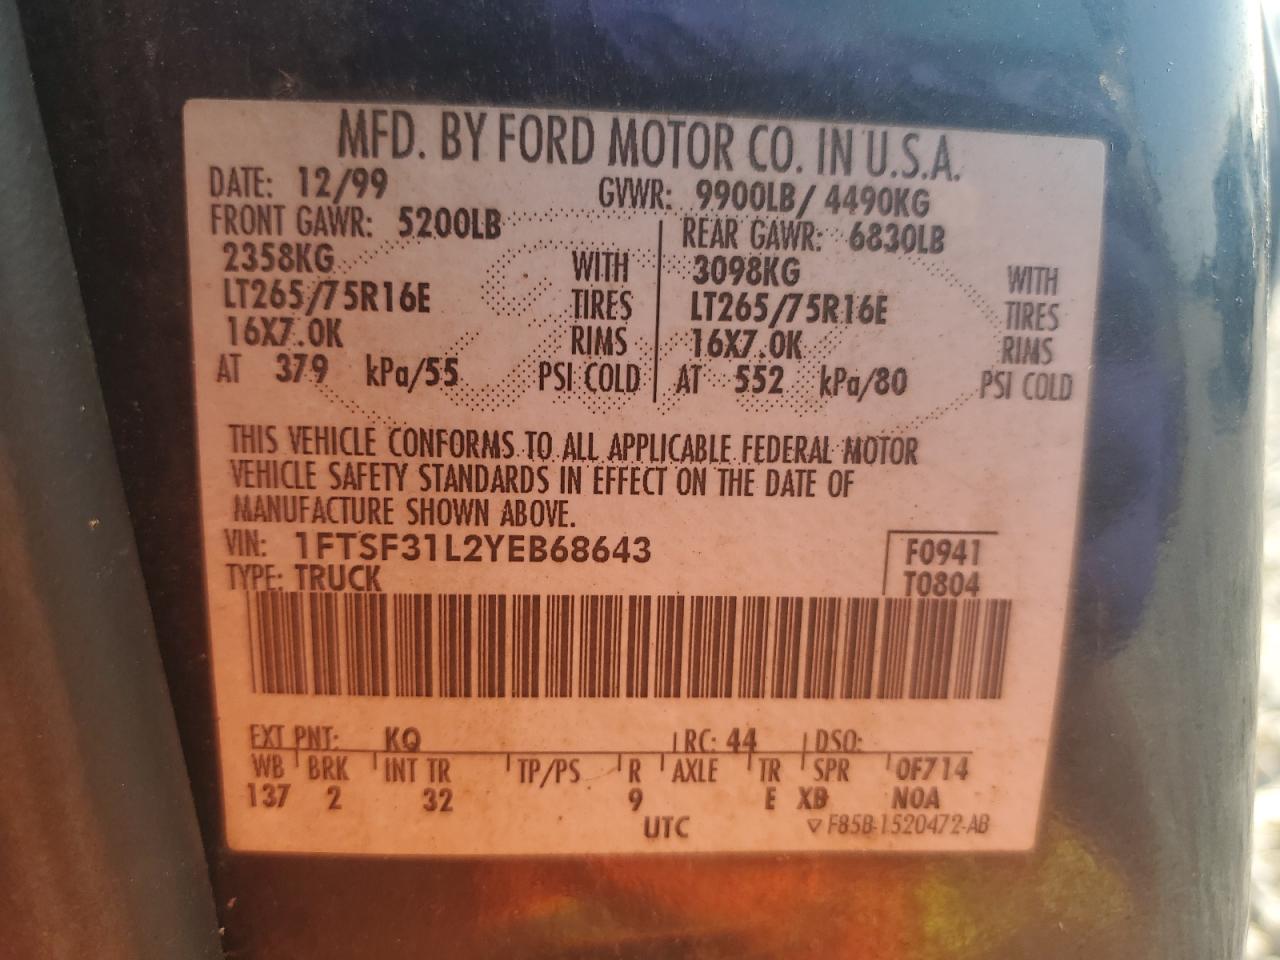 MFD. BY FORD MOTOR CO. IN U.S.A.
DATE: 12/99 GVWR: 9900LB/ 4490KG
FRONT GAWR: 5200LB REAR GAWR: 6830LB
2358KG WITH 3098KG WITH
LT265/75R16E TIRES LT265/75R16E TIRES
16X7.0K RIMS 16X7.0K RIMS
AT 379 kPa/55 PSI COLD AT 552 kPa/80 PSI COLD
THIS VEHICLE CONFORMS TO ALL APPLICABLE FEDERAL MOTOR
VEHICLE SAFETY STANDARDS IN EFFECT ON THE DATE OF
MANUFACTURE SHOWN ABOVE.
VIN: 1FTSF31L2YEB68643 F0941
TYPE: TRUCK T0804
EXT PNT: KQ RC: 44 DSO:
WB BRK INT TR TP/PS R AXLE TR SPR 0F714
137 2 32 9 E XB N0A
UTC ▽ F85B-1520472-AB